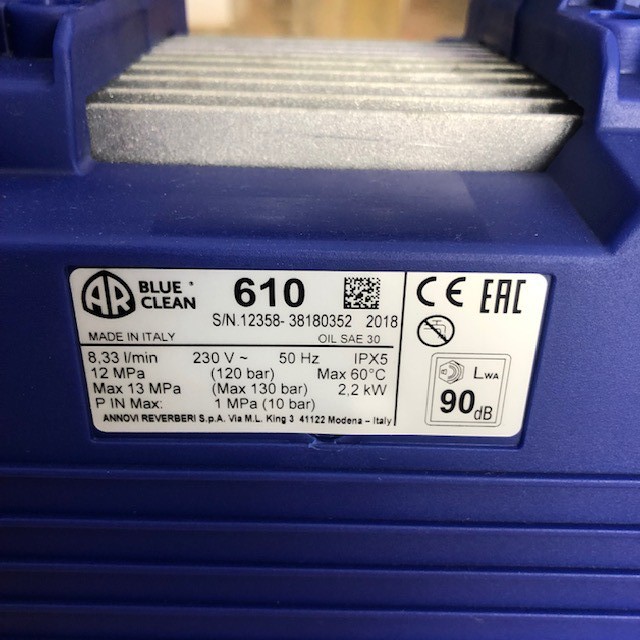 AR BLUE CLEAN 610
S/N.12358- 38180352 2018
MADE IN ITALY OIL SAE 30
8,33 l/min 230 V ~ 50 Hz IPX5
12 MPa (120 bar) Max 60°C
Max 13 MPa (Max 130 bar) 2,2 kW
P IN Max: 1 MPa (10 bar)
ANNOVI REVERBERI S.p.A. Via M.L. King 3 41122 Modena – Italy
CE EAC
LWA
90 dB